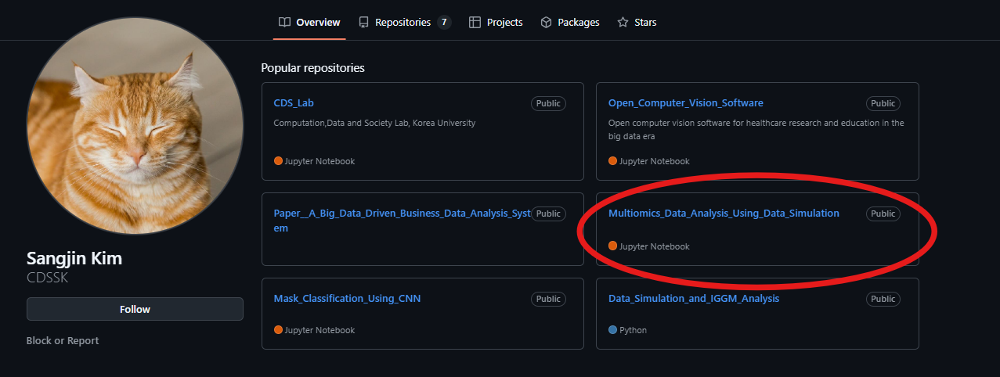 Overview
Repositories 7
Projects
Packages
Stars
Sangjin Kim
CDSSK
Follow
Block or Report
Popular repositories
CDS_Lab
Public
Computation,Data and Society Lab, Korea University
Jupyter Notebook
Open_Computer_Vision_Software
Public
Open computer vision software for healthcare research and education in the
big data era
Jupyter Notebook
Paper__A_Big_Data_Driven_Business_Data_Analysis_Syst
em
Public
Multiomics_Data_Analysis_Using_Data_Simulation
Public
Jupyter Notebook
Mask_Classification_Using_CNN
Public
Jupyter Notebook
Data_Simulation_and_IGGM_Analysis
Public
Python